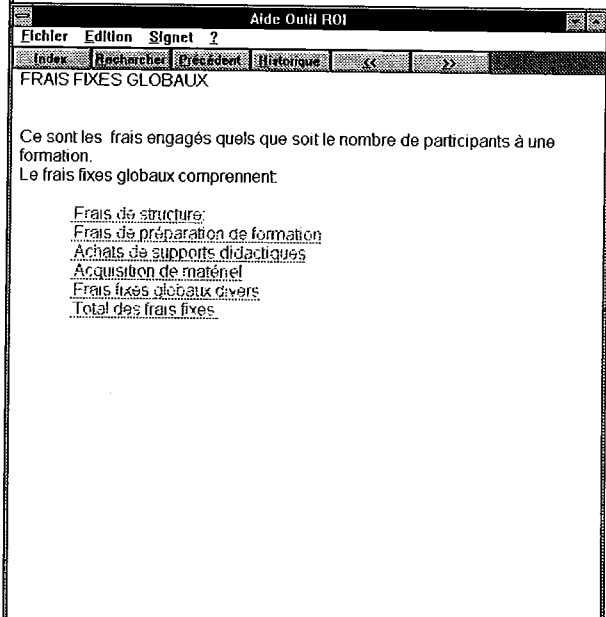 Aide Outil ROI
Fichier Edition Signet ?
Index Rechercher Précédent Historique << >>
FRAIS FIXES GLOBAUX
Ce sont les frais engagés quels que soit le nombre de participants à une
formation.
Le frais fixes globaux comprennent:
Frais de structure:
Frais de préparation de formation
Achats de supports didactiques
Acquisition de matériel
Frais fixes globaux divers
Total des frais fixes